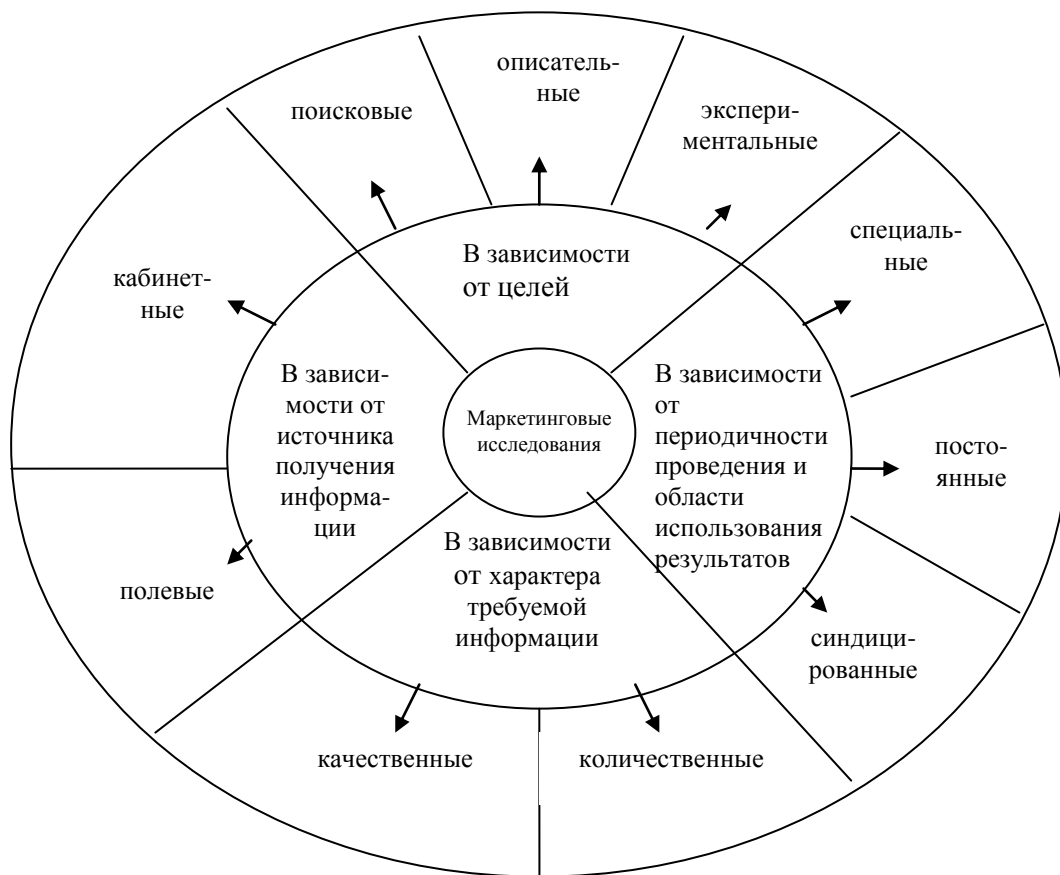 описатель-
ные
поисковые
экспери-
ментальные
специаль-
ные
В зависимости
от целей
кабинет-
ные
В зависи-
мости от
источника
получения
информа-
ции
Маркетинговые
исследования
В зависимости
от
периодичности
проведения и
области
использования
результатов
посто-
янные
В зависимости
от характера
требуемой
информации
полевые
синдици-
рованные
качественные
количественные